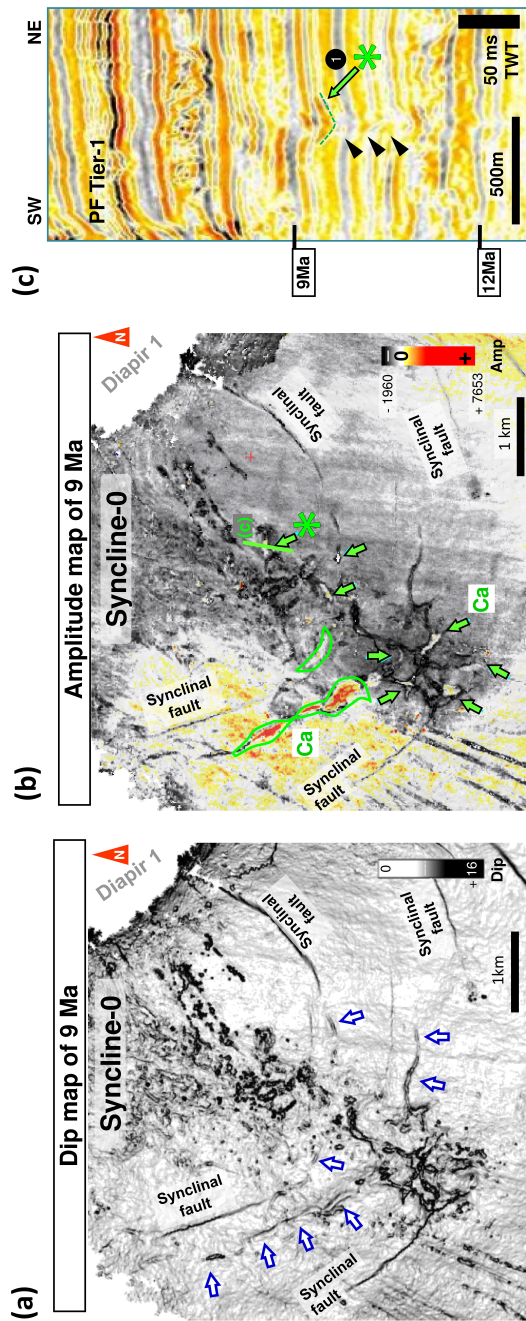 (a)
Dip map of 9 Ma
Synclinal-0
N
Diapir 1
Synclinal
fault
Synclinal
fault
Synclinal
fault
Synclinal
fault
0
+ 16
Dip
1km
(b)
Amplitude map of 9 Ma
Syncline-0
N
Diapir 1
Synclinal
fault
Synclinal
fault
Synclinal
fault
Synclinal
fault
(c)
Ca
Ca
- 1960
0
+
+ 7653
Amp
1 km
(c)
SW
NE
PF Tier-1
1
9Ma
12Ma
500m
50 ms
TWT